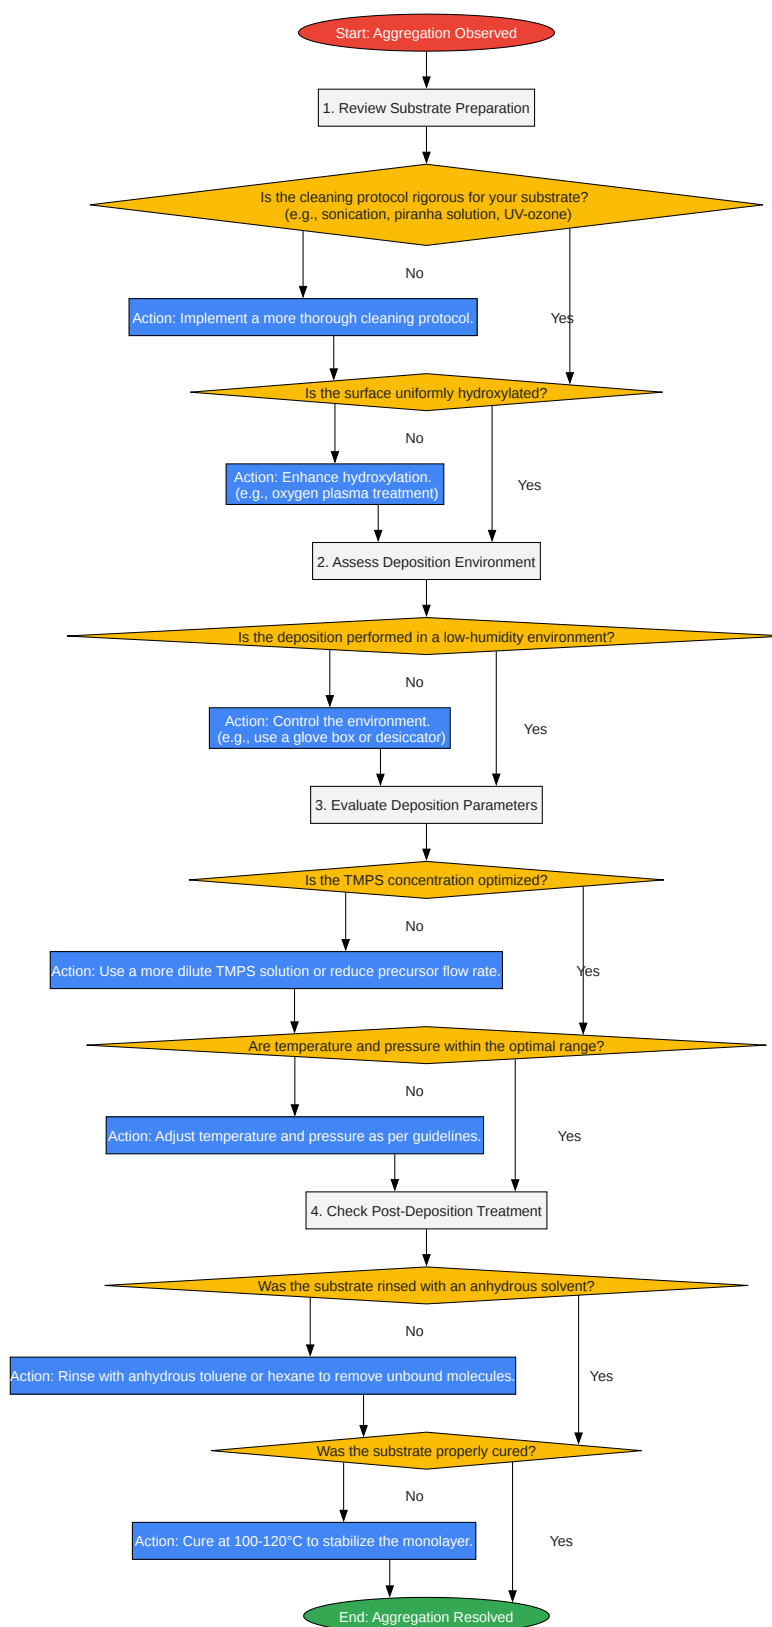 Start: Aggregation Observed
1. Review Substrate Preparation
Is the cleaning protocol rigorous for your substrate?
(e.g., sonication, piranha solution, UV-ozone)
No
Action: Implement a more thorough cleaning protocol.
Yes
Is the surface uniformly hydroxylated?
No
Action: Enhance hydroxylation.
(e.g., oxygen plasma treatment)
Yes
2. Assess Deposition Environment
Is the deposition performed in a low-humidity environment?
No
Action: Control the environment.
(e.g., use a glove box or desiccator)
Yes
3. Evaluate Deposition Parameters
Is the TMPS concentration optimized?
No
Action: Use a more dilute TMPS solution or reduce precursor flow rate.
Yes
Are temperature and pressure within the optimal range?
No
Action: Adjust temperature and pressure as per guidelines.
Yes
4. Check Post-Deposition Treatment
Was the substrate rinsed with an anhydrous solvent?
No
Action: Rinse with anhydrous toluene or hexane to remove unbound molecules.
Yes
Was the substrate properly cured?
No
Action: Cure at 100-120°C to stabilize the monolayer.
Yes
End: Aggregation Resolved